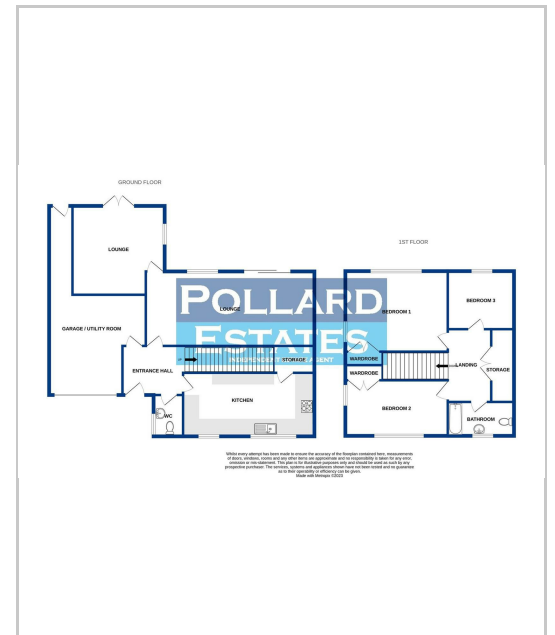 GROUND FLOOR
LOUNGE
LOUNGE
GARAGE / UTILITY ROOM
ENTRANCE HALL
STORAGE
KITCHEN
WC
1ST FLOOR
BEDROOM 1
BEDROOM 3
WARDROBE
WARDROBE
LANDING
STORAGE
BEDROOM 2
BATHROOM
POLLARD
ESTATES
Whilst every attempt has been made to ensure the accuracy of the floorplan contained here, measurements
of doors, windows, rooms and any other items are approximate and no responsibility is taken for any error,
omission or mis-statement. This plan is for illustrative purposes only and should be used as such by any
prospective purchaser. The services, systems and appliances shown have not been tested and no guarantee
as to their operability or efficiency can be given.
Made with Metropix ©2023